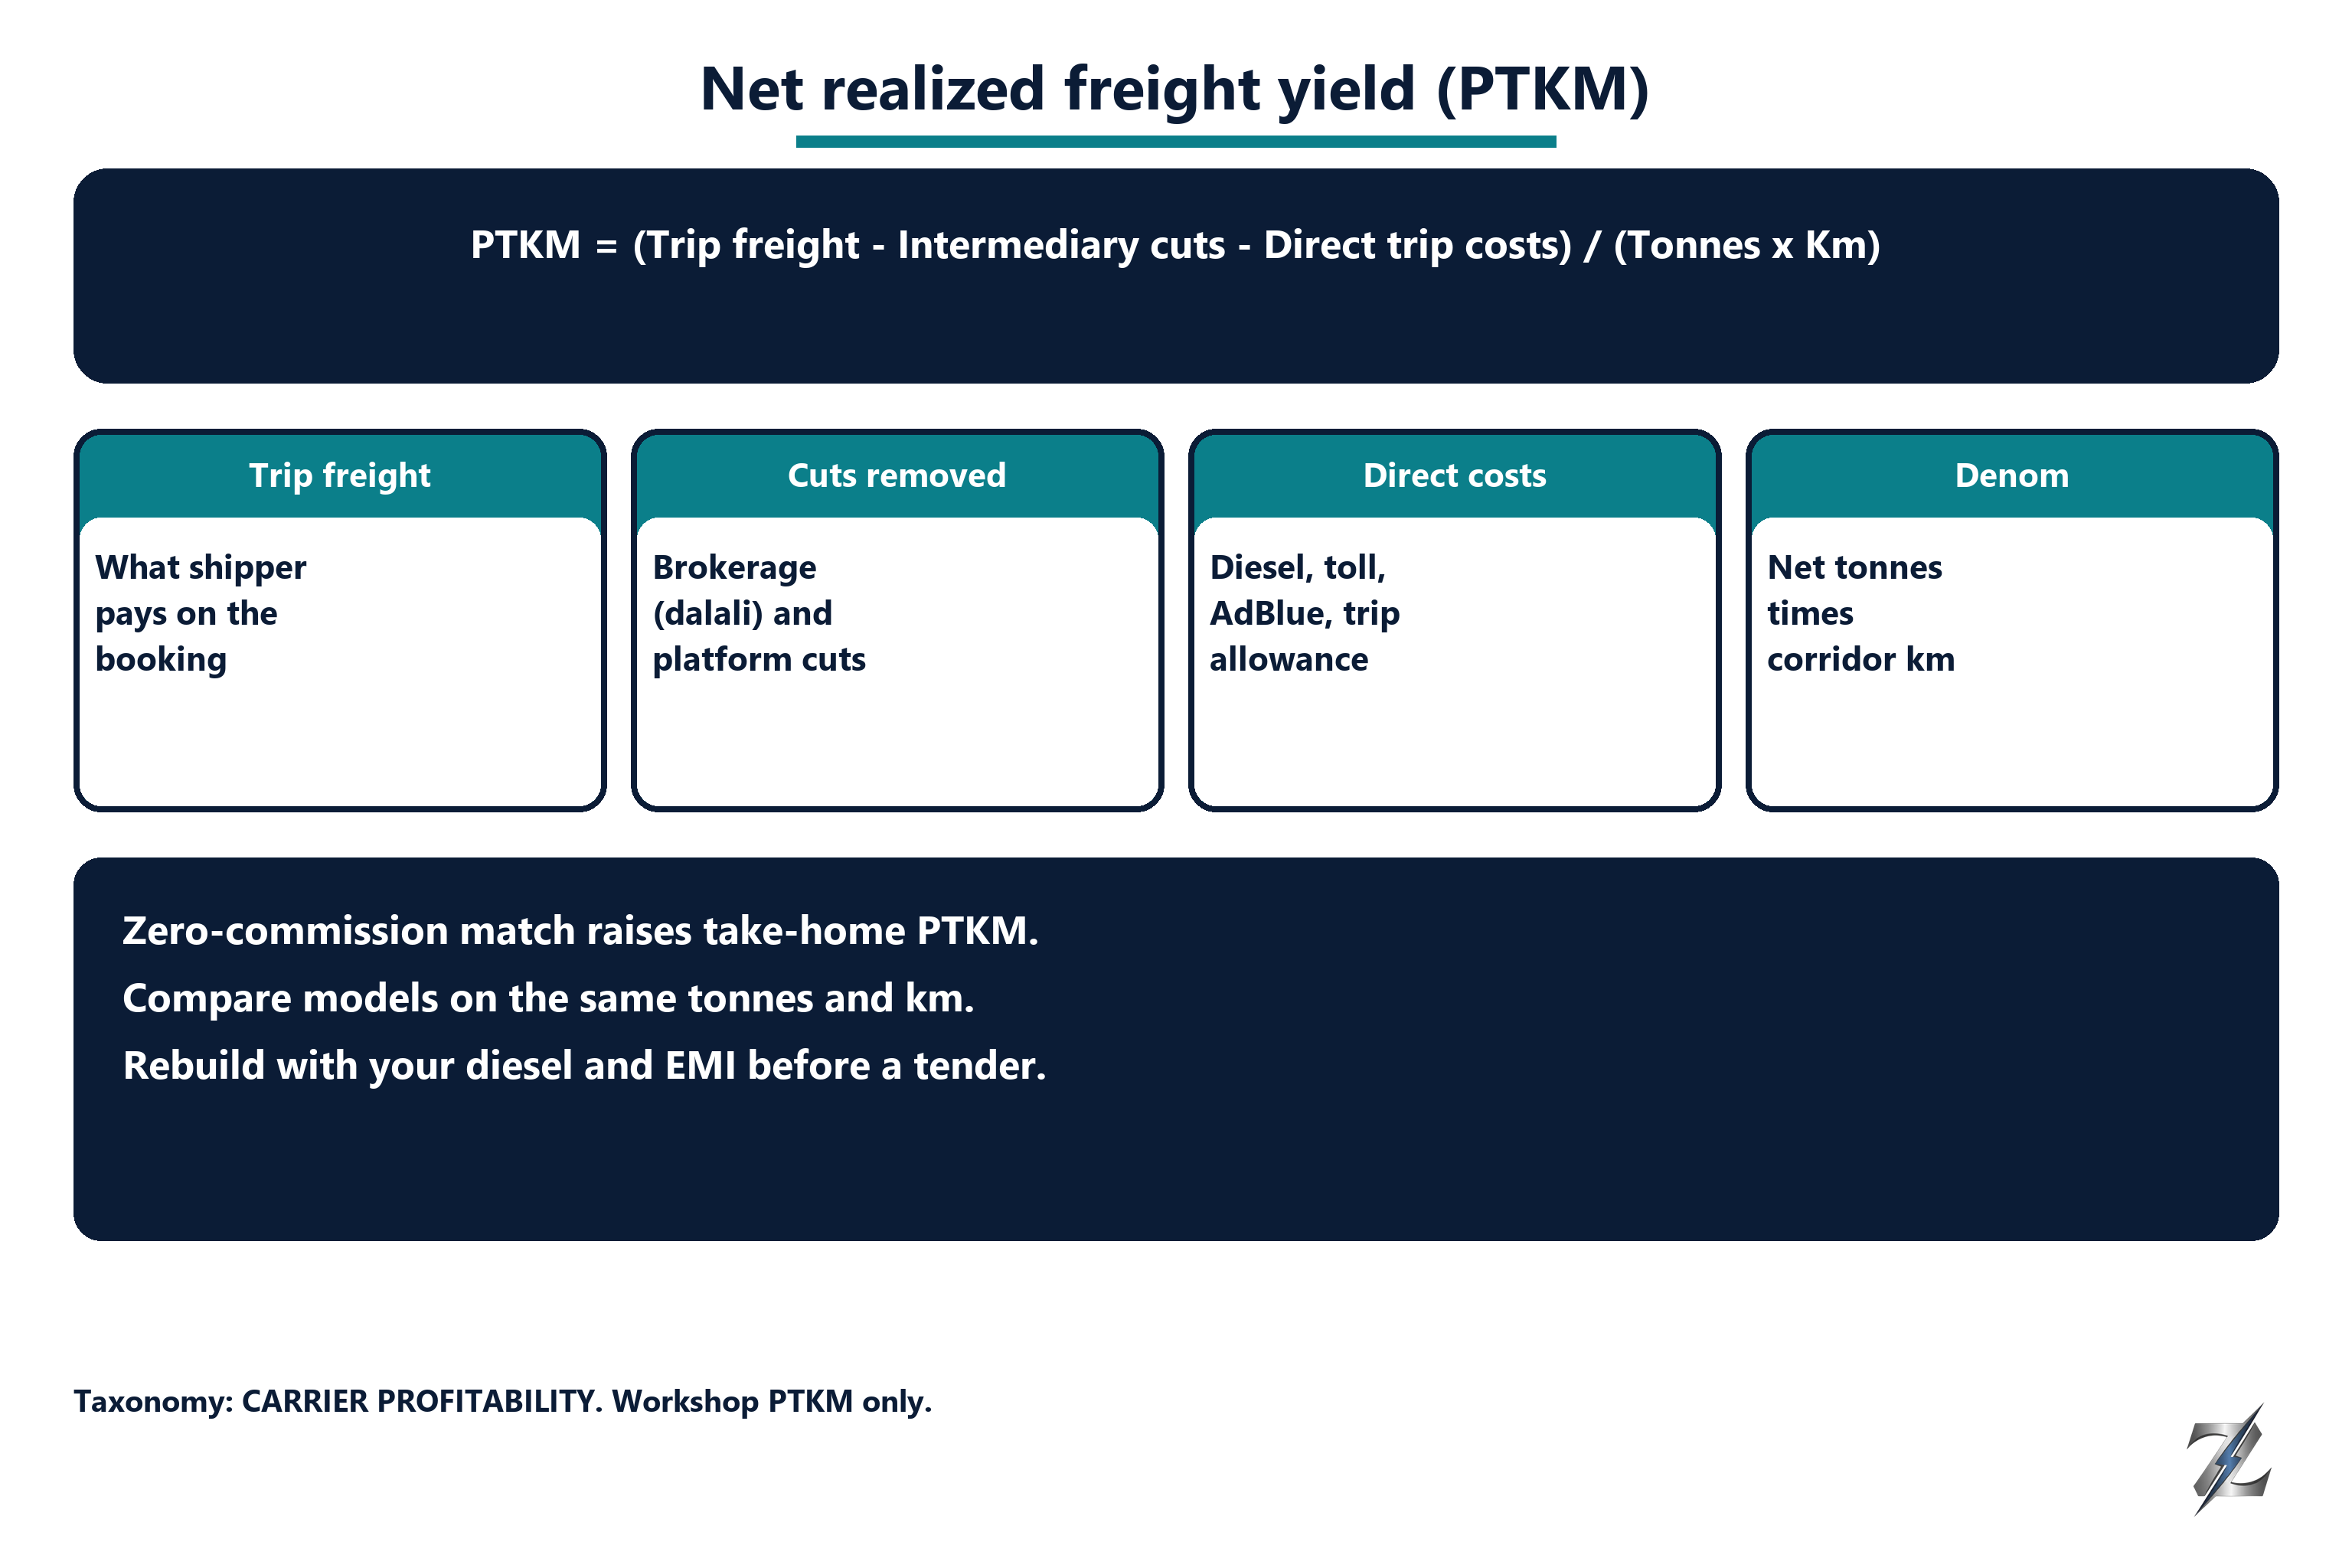 Net realized freight yield (PTKM)
PTKM = (Trip freight - Intermediary cuts - Direct trip costs) / (Tonnes x Km)
Trip freight
What shipper
pays on the
booking
Cuts removed
Brokerage
(dalali) and
platform cuts
Direct costs
Diesel, toll,
AdBlue, trip
allowance
Denom
Net tonnes
times
corridor km
Zero-commission match raises take-home PTKM.
Compare models on the same tonnes and km.
Rebuild with your diesel and EMI before a tender.
Taxonomy: CARRIER PROFITABILITY. Workshop PTKM only.
Z